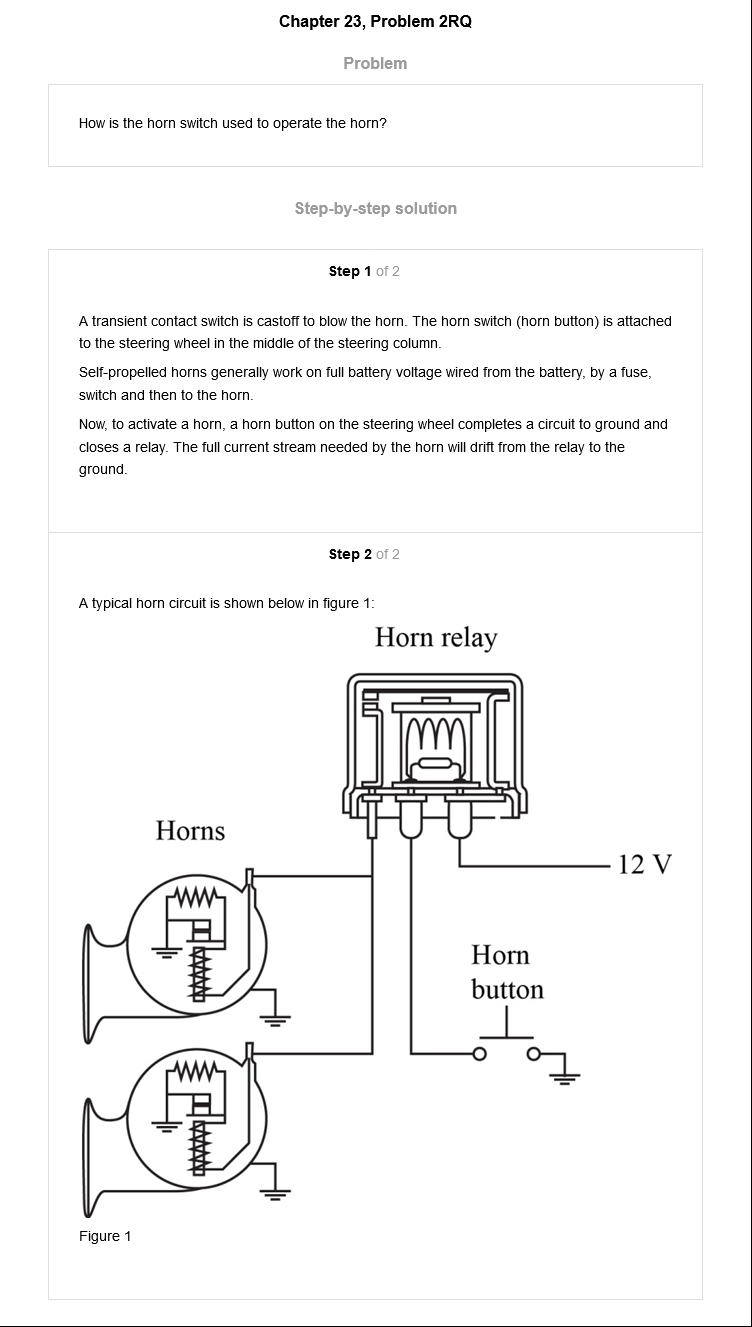 Chapter 23, Problem 2RQ
Problem
How is the horn switch used to operate the horn?
Step-by-step solution
Step 1 of 2
A transient contact switch is castoff to blow the horn. The horn switch (horn button) is attached
to the steering wheel in the middle of the steering column.
Self-propelled horns generally work on full battery voltage wired from the battery, by a fuse,
switch and then to the horn.
Now, to activate a horn, a horn button on the steering wheel completes a circuit to ground and
closes a relay. The full current stream needed by the horn will drift from the relay to the
ground.
Step 2 of 2
A typical horn circuit is shown below in figure 1:
Horn relay
Horns
12 V
Horn
button
Figure 1